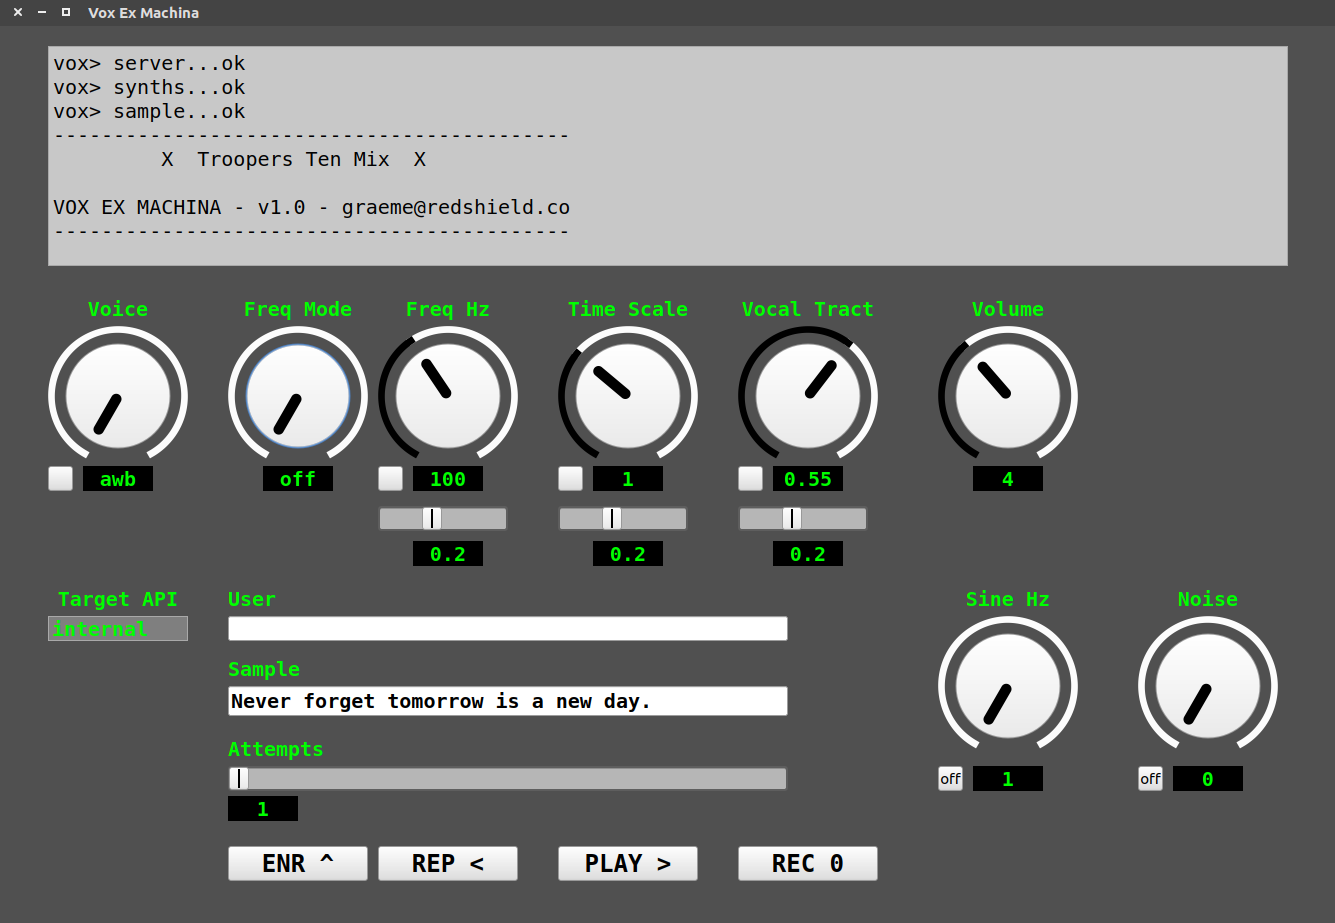 Vox Ex Machina
vox> server...ok
vox> synths...ok
vox> sample...ok
-------------------------------------------
X  Troopers Ten Mix  X
VOX EX MACHINA - v1.0 - graeme@redshield.co
-------------------------------------------
Voice Freq Mode Freq Hz Time Scale Vocal Tract Volume
awb off 100 1 0.55 4
0.2 0.2 0.2
Target API User Sine Hz Noise
internal
Sample
Never forget tomorrow is a new day.
Attempts
off 1 off 0
1
ENR ^ REP < PLAY > REC 0